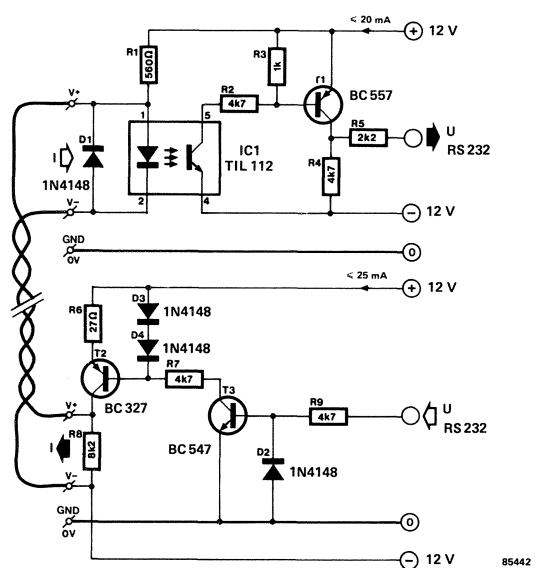 ≤ 20 mA
+ 12 V
R1
560Ω
R3
1k
R2
4k7
T1
BC 557
V+
1
5
R5
2k2
U
RS 232
D1
I
1N4148
IC1
TIL 112
R4
4k7
2
4
V−
− 12 V
GND
0V
0
≤ 25 mA
+ 12 V
R6
27Ω
D3
1N4148
D4
1N4148
T2
R7
4k7
T3
R9
4k7
U
RS 232
BC 327
V+
BC 547
D2
1N4148
R8
8k2
I
V−
GND
0V
0
− 12 V
85442